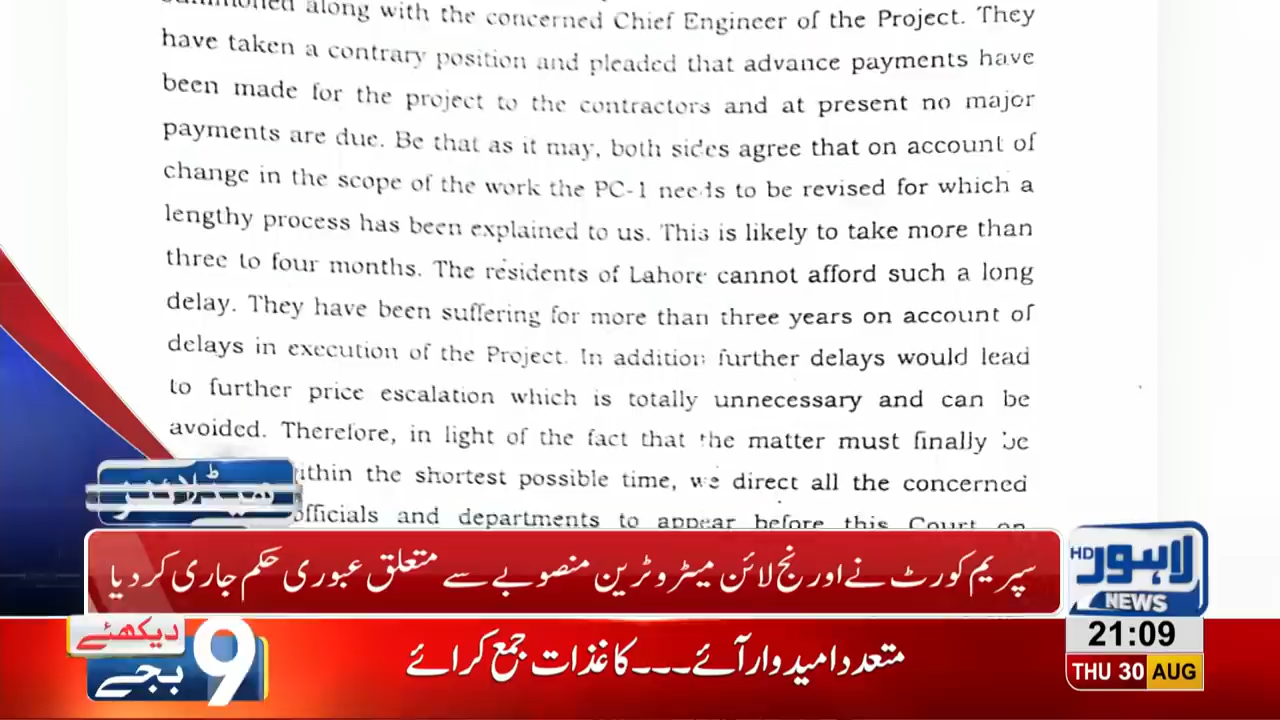 summoned along with the concerned Chief Engineer of the Project. They
have taken a contrary position and pleaded that advance payments have
been made for the project to the contractors and at present no major
payments are due. Be that as it may, both sides agree that on account of
change in the scope of the work the PC-1 needs to be revised for which a
lengthy process has been explained to us. This is likely to take more than
three to four months. The residents of Lahore cannot afford such a long
delay. They have been suffering for more than three years on account of
delays in execution of the Project. In addition further delays would lead
to further price escalation which is totally unnecessary and can be
avoided. Therefore, in light of the fact that the matter must finally be
ithin the shortest possible time, we direct all the concerned
officials and departments to appear before this Court on
ہیڈلائنز
سپریم کورٹ نے اورنج لائن میٹرو ٹرین منصوبے سے متعلق عبوری حکم جاری کر دیا
HD لاہور
NEWS
دیکھئے
9 بجے
متعدد امیدوار آئے۔۔۔کاغذات جمع کرائے
21:09
THU 30 AUG